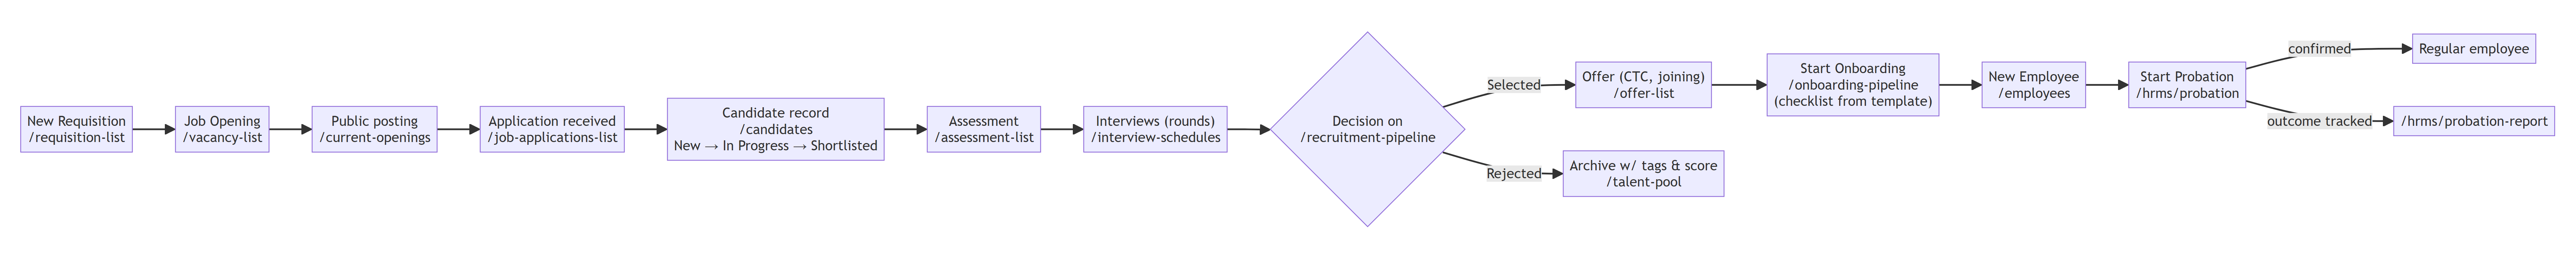 New Requisition
/requisition-list
Job Opening
/vacancy-list
Public posting
/current-openings
Application received
/job-applications-list
Candidate record
/candidates
New → In Progress → Shortlisted
Assessment
/assessment-list
Interviews (rounds)
/interview-schedules
Decision on
/recruitment-pipeline
Selected
Offer (CTC, joining)
/offer-list
Start Onboarding
/onboarding-pipeline
(checklist from template)
New Employee
/employees
Start Probation
/hrms/probation
confirmed
Regular employee
outcome tracked
/hrms/probation-report
Rejected
Archive w/ tags & score
/talent-pool